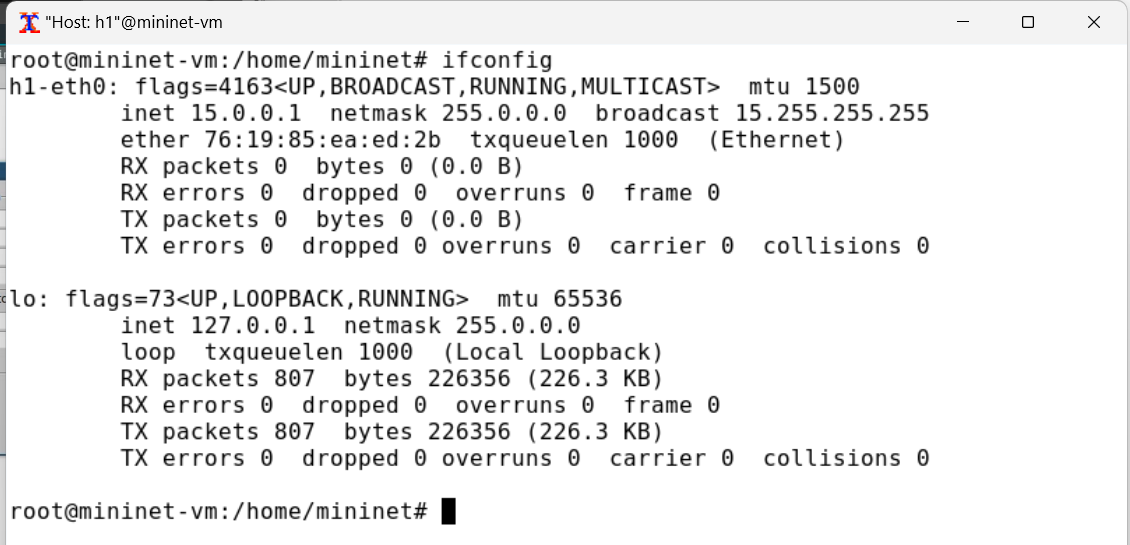 "Host: h1"@mininet-vm
root@mininet-vm:/home/mininet# ifconfig
h1-eth0: flags=4163<UP,BROADCAST,RUNNING,MULTICAST>  mtu 1500
        inet 15.0.0.1  netmask 255.0.0.0  broadcast 15.255.255.255
        ether 76:19:85:ea:ed:2b  txqueuelen 1000  (Ethernet)
        RX packets 0  bytes 0 (0.0 B)
        RX errors 0  dropped 0  overruns 0  frame 0
        TX packets 0  bytes 0 (0.0 B)
        TX errors 0  dropped 0 overruns 0  carrier 0  collisions 0
lo: flags=73<UP,LOOPBACK,RUNNING>  mtu 65536
        inet 127.0.0.1  netmask 255.0.0.0
        loop  txqueuelen 1000  (Local Loopback)
        RX packets 807  bytes 226356 (226.3 KB)
        RX errors 0  dropped 0  overruns 0  frame 0
        TX packets 807  bytes 226356 (226.3 KB)
        TX errors 0  dropped 0 overruns 0  carrier 0  collisions 0
root@mininet-vm:/home/mininet#